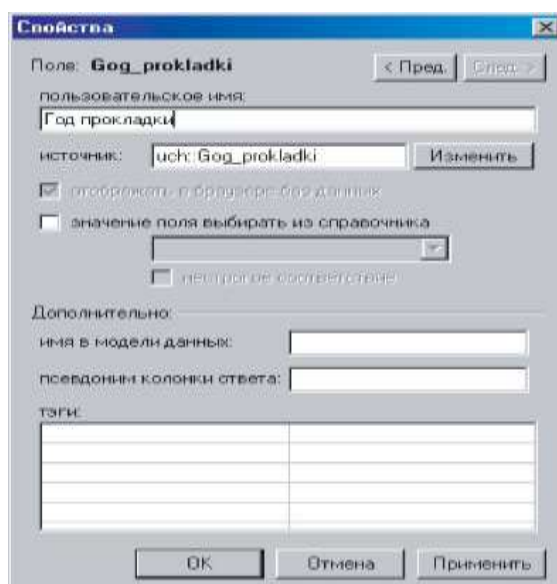 Свойства
Поле: Gog_prokladki
< Пред.
След. >
пользовательское имя:
Год прокладки
источник:
uch::Gog_prokladki
Изменить
отображать в браузере баз данных
значение поля выбирать из справочника
нестрогое соответствие
Дополнительно:
имя в модели данных:
псевдоним колонки ответа:
тэги:
OK
Отмена
Применить